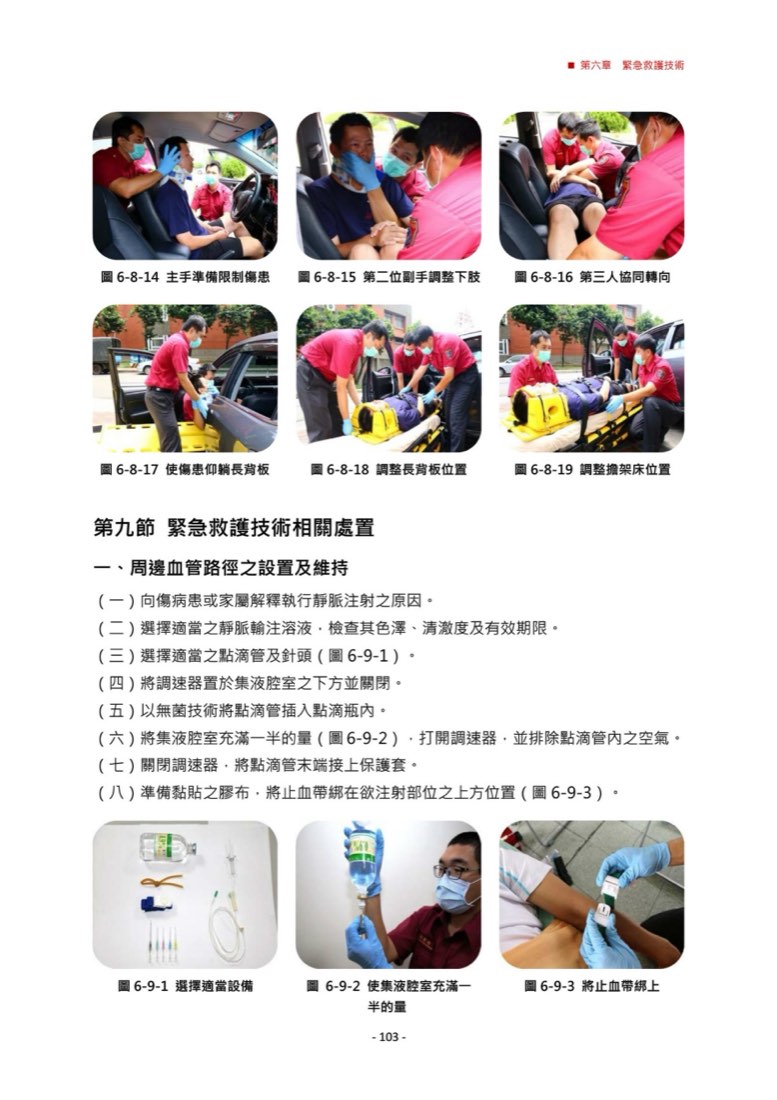 ■ 第六章　緊急救護技術
圖 6-8-14 主手準備限制傷患
圖 6-8-15 第二位副手調整下肢
圖 6-8-16 第三人協同轉向
圖 6-8-17 使傷患仰躺長背板
圖 6-8-18 調整長背板位置
圖 6-8-19 調整擔架床位置
第九節 緊急救護技術相關處置
一、周邊血管路徑之設置及維持
（一）向傷病患或家屬解釋執行靜脈注射之原因。
（二）選擇適當之靜脈輸注溶液，檢查其色澤、清澈度及有效期限。
（三）選擇適當之點滴管及針頭（圖 6-9-1）。
（四）將調速器置於集液腔室之下方並關閉。
（五）以無菌技術將點滴管插入點滴瓶內。
（六）將集液腔室充滿一半的量（圖 6-9-2），打開調速器，並排除點滴管內之空氣。
（七）關閉調速器，將點滴管末端接上保護套。
（八）準備黏貼之膠布，將止血帶綁在欲注射部位之上方位置（圖 6-9-3）。
圖 6-9-1 選擇適當設備
圖 6-9-2 使集液腔室充滿一
半的量
圖 6-9-3 將止血帶綁上
- 103 -